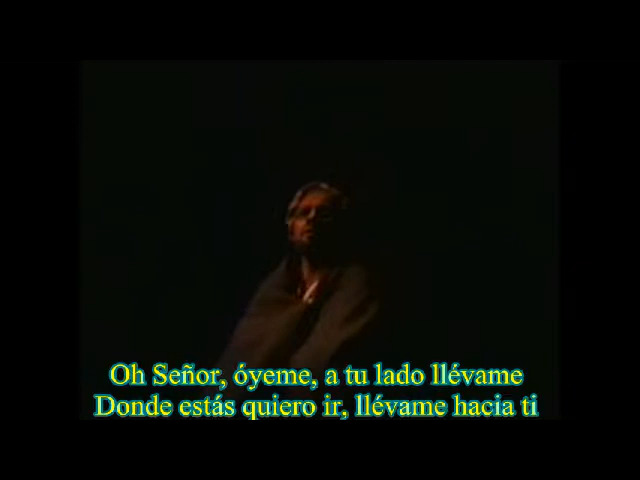 Oh Señor, óyeme, a tu lado llévame
Donde estás quiero ir, llévame hacia ti